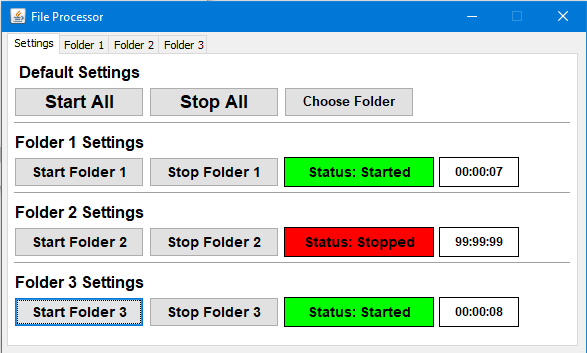 File Processor
Settings Folder 1 Folder 2 Folder 3
Default Settings
Start All Stop All Choose Folder
Folder 1 Settings
Start Folder 1 Stop Folder 1 Status: Started 00:00:07
Folder 2 Settings
Start Folder 2 Stop Folder 2 Status: Stopped 99:99:99
Folder 3 Settings
Start Folder 3 Stop Folder 3 Status: Started 00:00:08